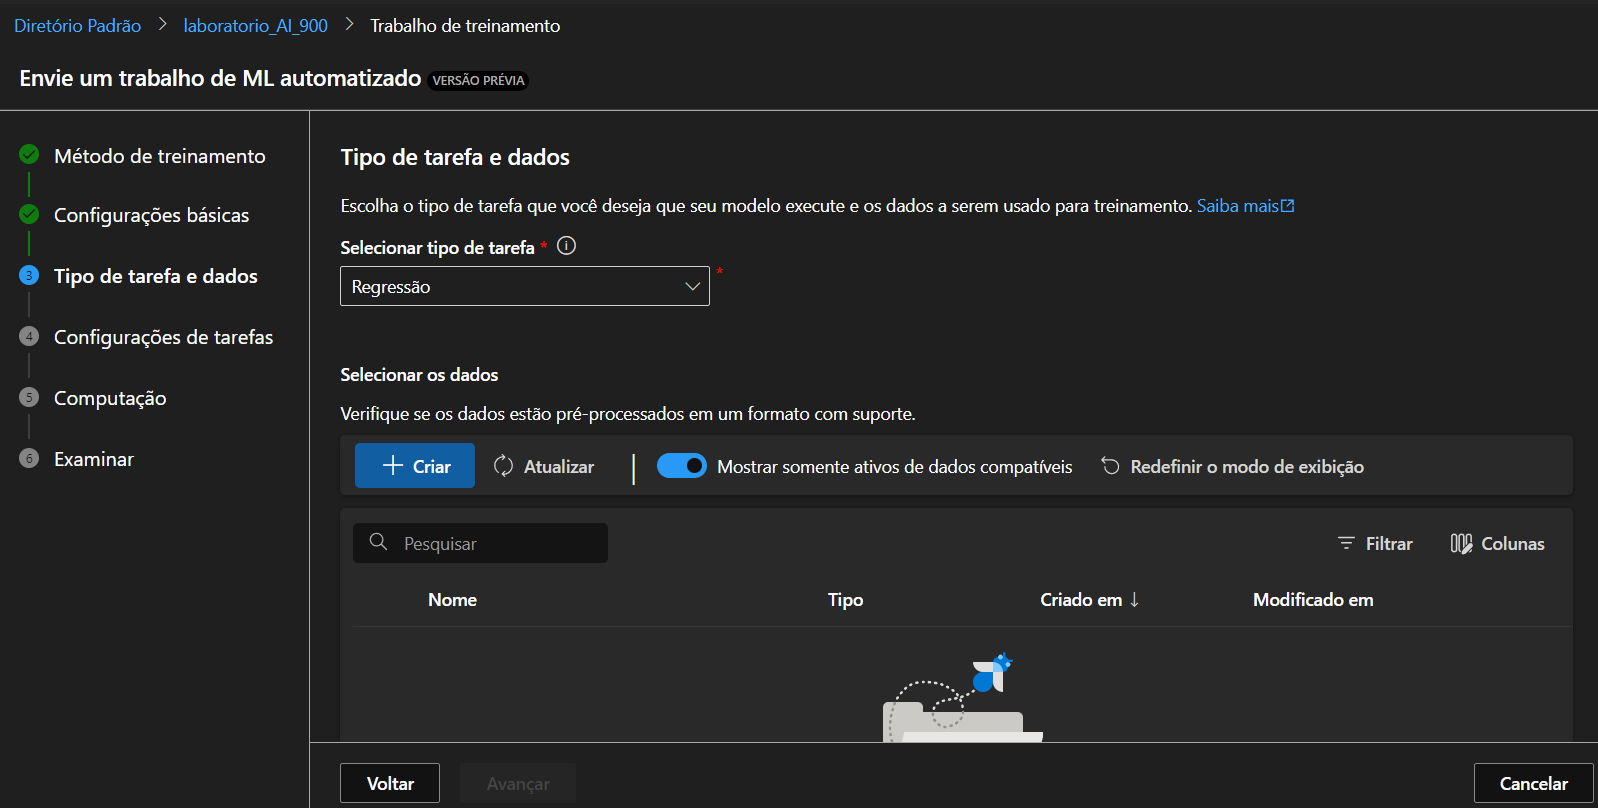 Diretório Padrão > laboratorio_AI_900 > Trabalho de treinamento
Envie um trabalho de ML automatizado VERSÃO PRÉVIA
Método de treinamento
Configurações básicas
3 Tipo de tarefa e dados
4 Configurações de tarefas
5 Computação
6 Examinar
Tipo de tarefa e dados
Escolha o tipo de tarefa que você deseja que seu modelo execute e os dados a serem usado para treinamento. Saiba mais
Selecionar tipo de tarefa *
Regressão *
Selecionar os dados
Verifique se os dados estão pré-processados em um formato com suporte.
+ Criar Atualizar | Mostrar somente ativos de dados compatíveis Redefinir o modo de exibição
Pesquisar Filtrar Colunas
Nome Tipo Criado em ↓ Modificado em
Voltar Avançar Cancelar